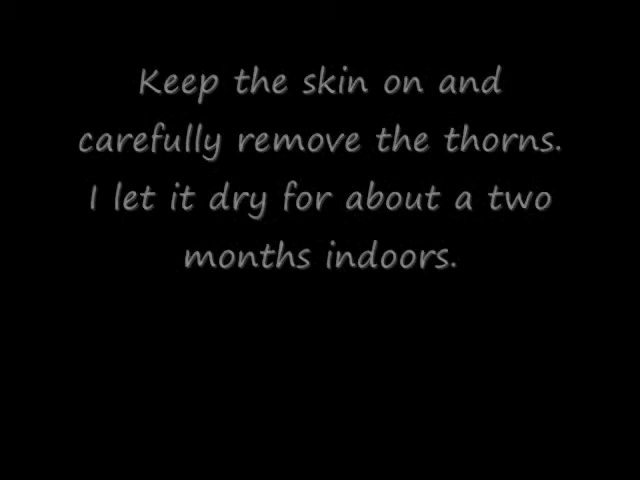 Keep the skin on and
carefully remove the thorns.
I let it dry for about a two
months indoors.